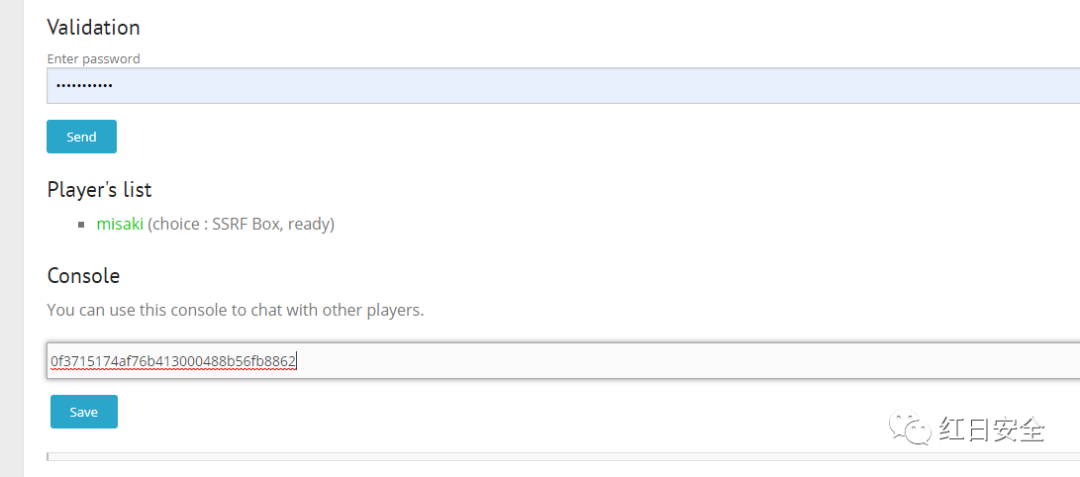 Validation
Enter password
•••••••••••
Send
Player's list
misaki (choice : SSRF Box, ready)
Console
You can use this console to chat with other players.
0f3715174af76b413000488b56fb8862
Save
红日安全